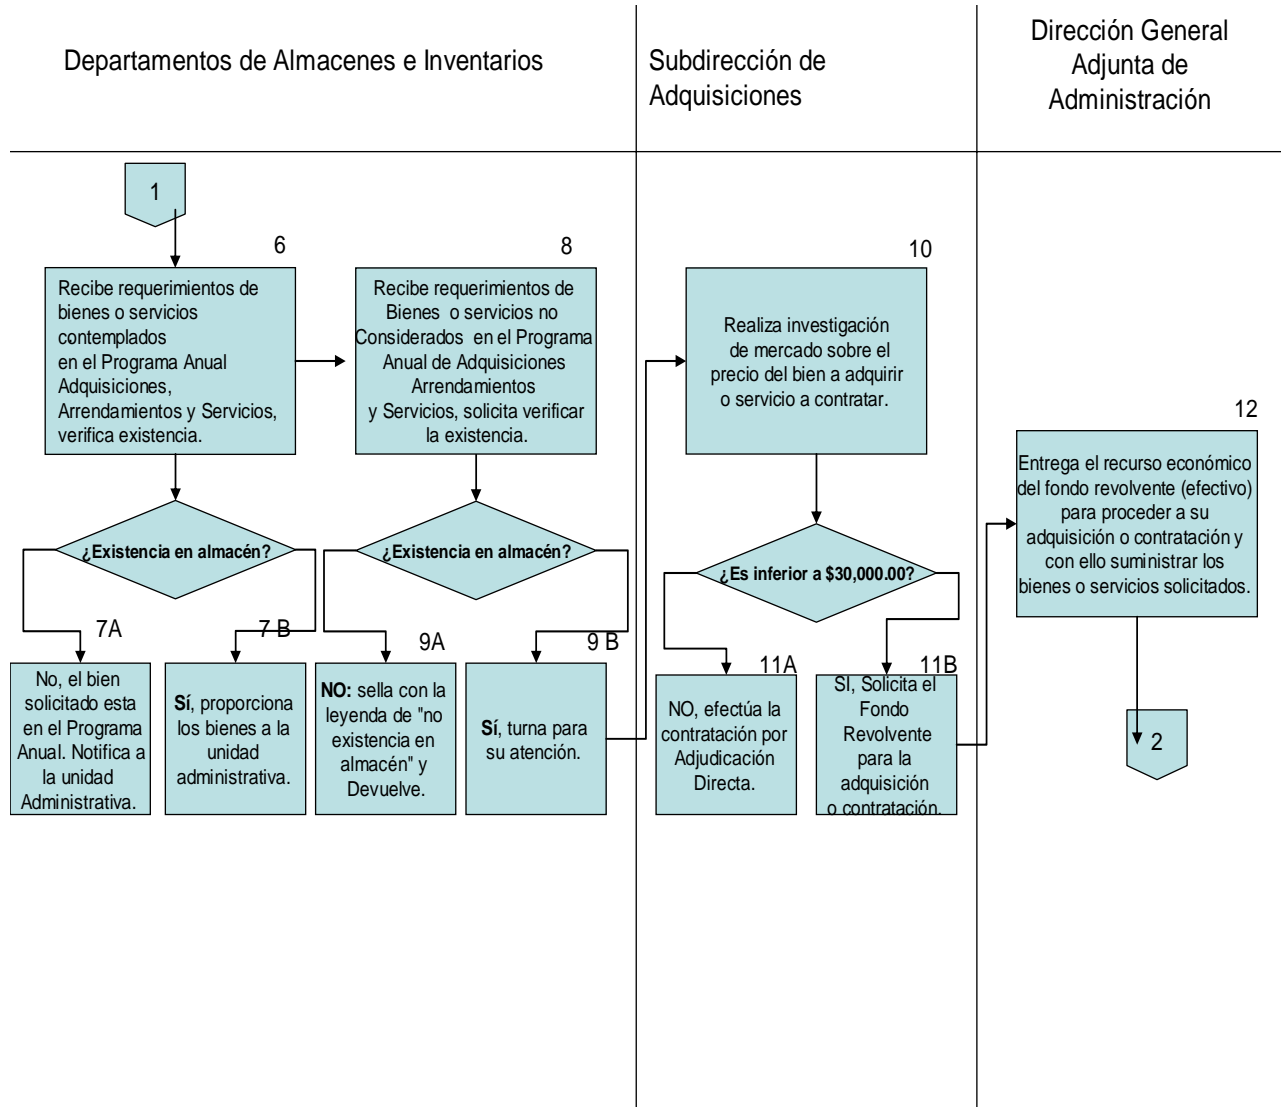 Departamentos de Almacenes e Inventarios
Subdirección de
Adquisiciones
Dirección General
Adjunta de
Administración
1
6
Recibe requerimientos de
bienes o servicios
contemplados
en el Programa Anual
Adquisiciones,
Arrendamientos y Servicios,
verifica existencia.
8
Recibe requerimientos de
Bienes o servicios no
Considerados en el Programa
Anual de Adquisiciones
Arrendamientos
y Servicios, solicita verificar
la existencia.
10
Realiza investigación
de mercado sobre el
precio del bien a adquirir
o servicio a contratar.
12
Entrega el recurso económico
del fondo revolvente (efectivo)
para proceder a su
adquisición o contratación y
con ello suministrar los
bienes o servicios solicitados.
¿Existencia en almacén?
¿Existencia en almacén?
¿Es inferior a $30,000.00?
7A
No, el bien
solicitado esta
en el Programa
Anual. Notifica a
la unidad
Administrativa.
7 B
Sí, proporciona
los bienes a la
unidad
administrativa.
9A
NO: sella con la
leyenda de "no
existencia en
almacén" y
Devuelve.
9 B
Sí, turna para
su atención.
11A
NO, efectúa la
contratación por
Adjudicación
Directa.
11B
SI, Solicita el
Fondo
Revolvente
para la
adquisición
o contratación.
2